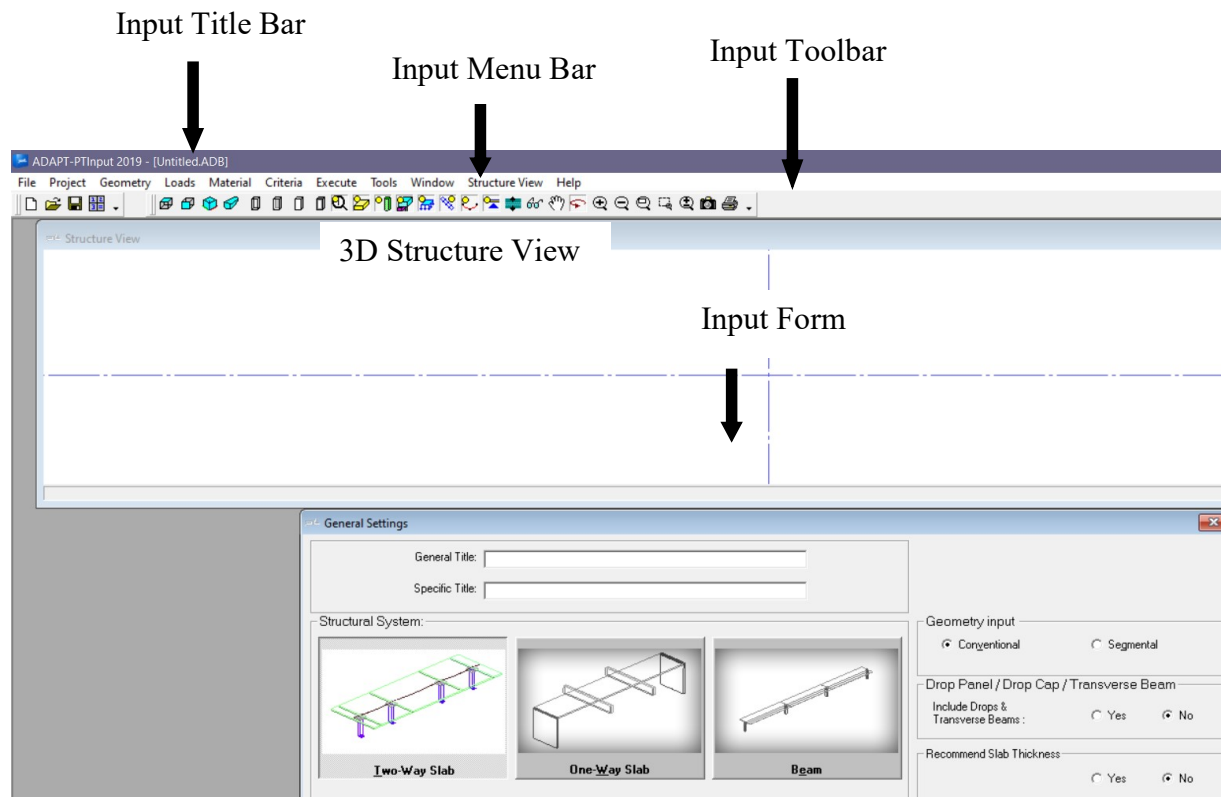 Input Title Bar
Input Menu Bar
Input Toolbar
ADAPT-PTInput 2019 - [Untitled.ADB]
File Project Geometry Loads Material Criteria Execute Tools Window Structure View Help
Structure View
3D Structure View
Input Form
General Settings
General Title:
Specific Title:
Structural System:
Two-Way Slab
One-Way Slab
Beam
Geometry input
Conventional
Segmental
Drop Panel / Drop Cap / Transverse Beam
Include Drops &
Transverse Beams :
Yes
No
Recommend Slab Thickness
Yes
No